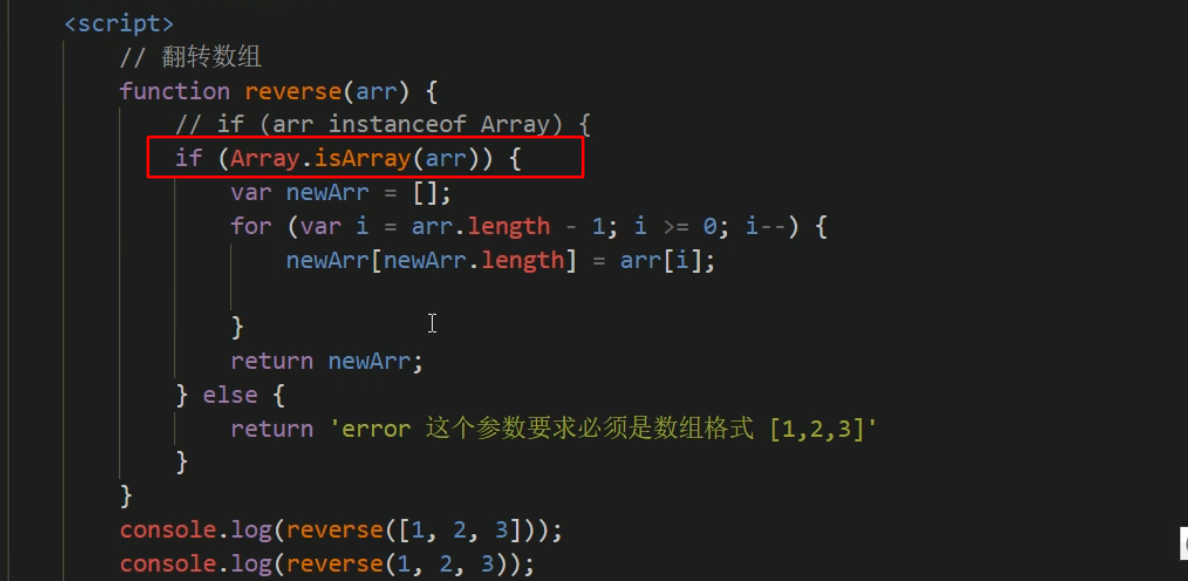 <script>
// 翻转数组
function reverse(arr) {
// if (arr instanceof Array) {
if (Array.isArray(arr)) {
var newArr = [];
for (var i = arr.length - 1; i >= 0; i--) {
newArr[newArr.length] = arr[i];
}
return newArr;
} else {
return 'error 这个参数要求必须是数组格式 [1,2,3]'
}
}
console.log(reverse([1, 2, 3]));
console.log(reverse(1, 2, 3));